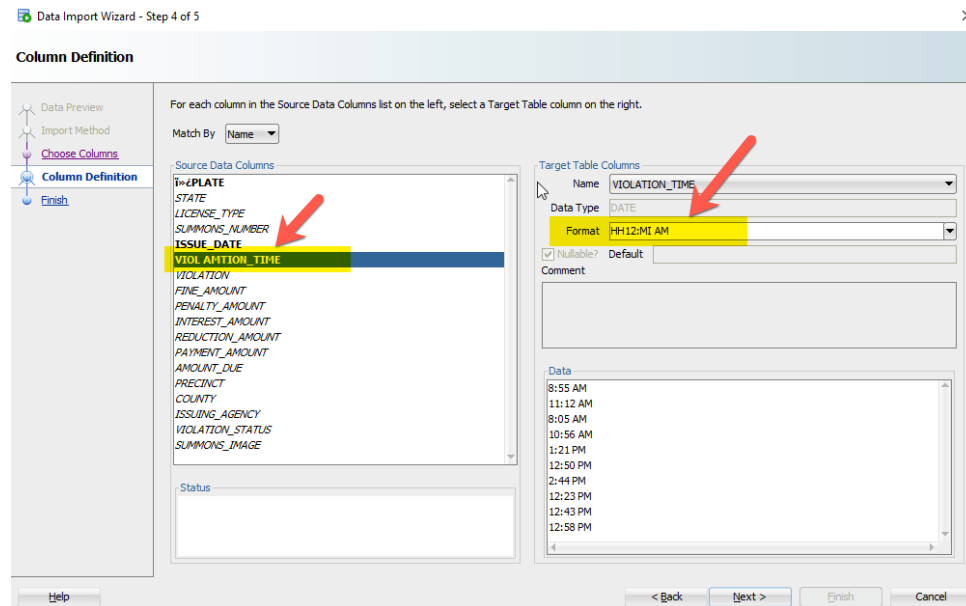 Data Import Wizard - Step 4 of 5
Column Definition
Data Preview
Import Method
Choose Columns
Column Definition
Finish
For each column in the Source Data Columns list on the left, select a Target Table column on the right.
Match By Name
Source Data Columns
ï»¿PLATE
STATE
LICENSE_TYPE
SUMMONS_NUMBER
ISSUE_DATE
VIOL AMTION_TIME
VIOLATION
FINE_AMOUNT
PENALTY_AMOUNT
INTEREST_AMOUNT
REDUCTION_AMOUNT
PAYMENT_AMOUNT
AMOUNT_DUE
PRECINCT
COUNTY
ISSUING_AGENCY
VIOLATION_STATUS
SUMMONS_IMAGE
Status
Target Table Columns
Name VIOLATION_TIME
Data Type DATE
Format HH12:MI AM
Nullable? Default
Comment
Data
8:55 AM
11:12 AM
8:05 AM
10:56 AM
1:21 PM
12:50 PM
2:44 PM
12:23 PM
12:43 PM
12:58 PM
Help
< Back
Next >
Finish
Cancel